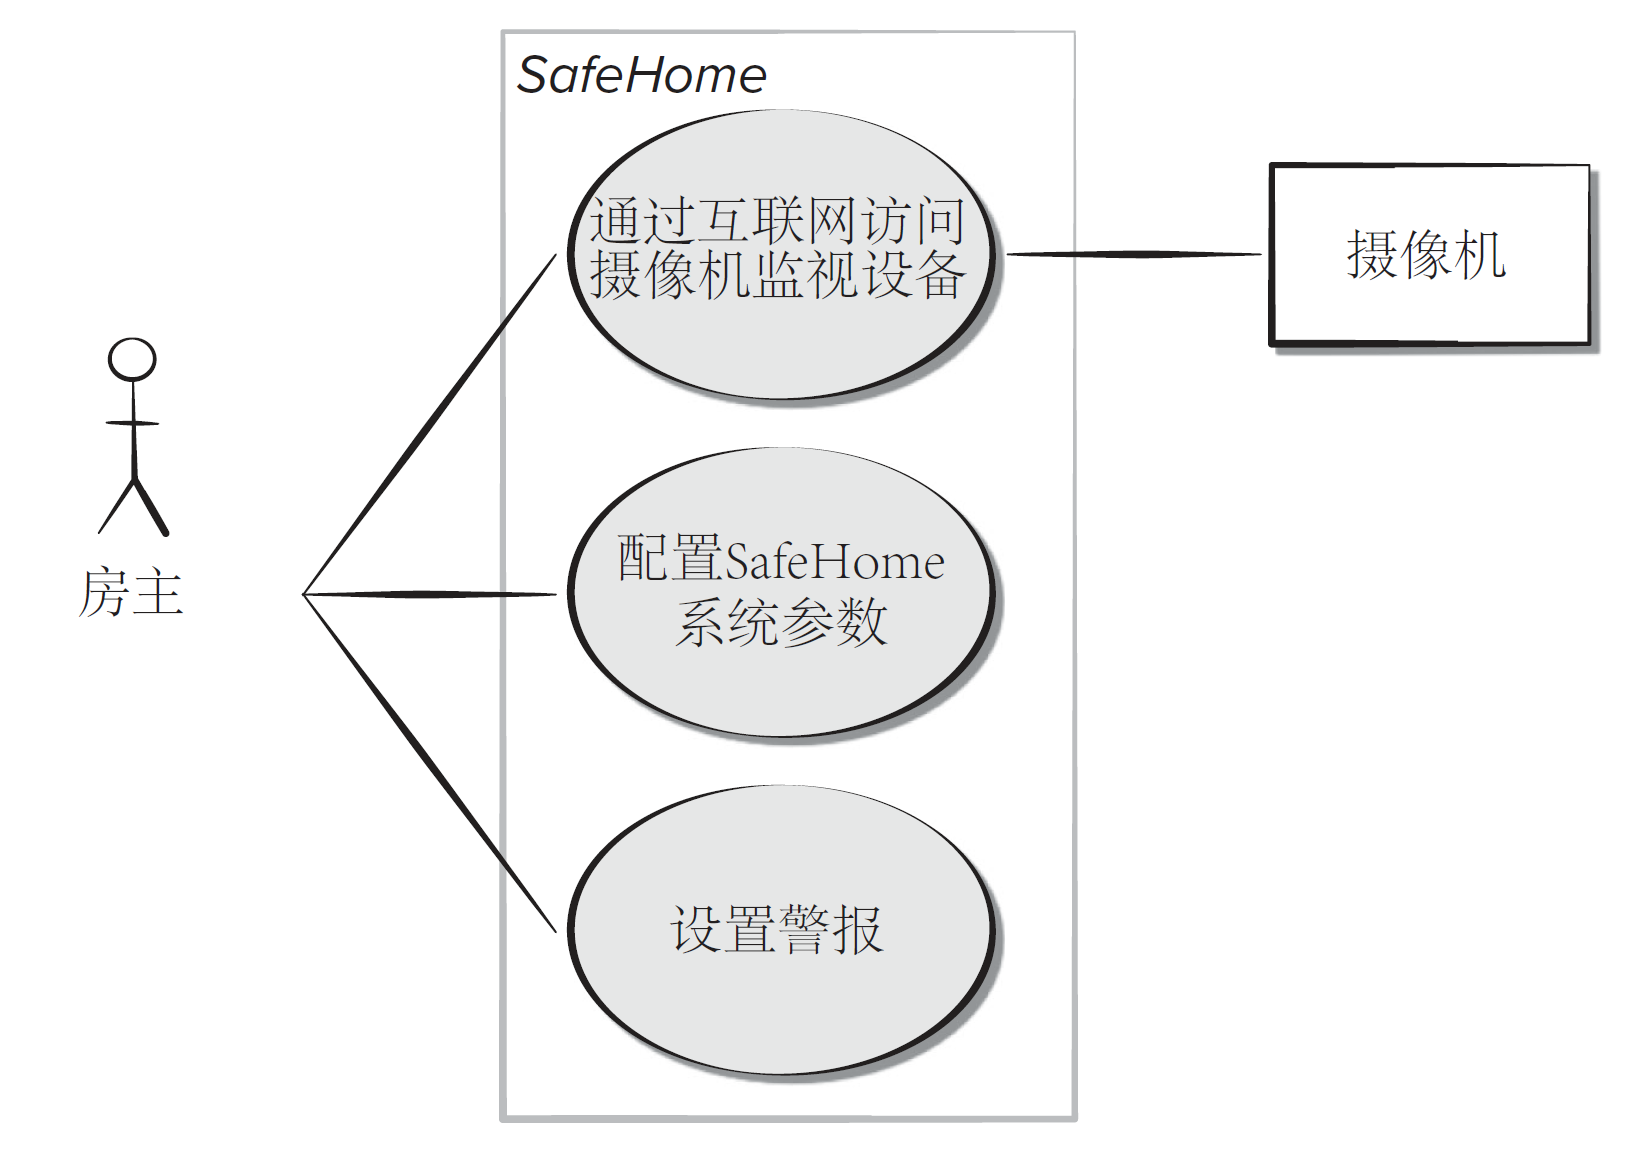 SafeHome
通过互联网访问
摄像机监视设备
摄像机
房主
配置SafeHome
系统参数
设置警报